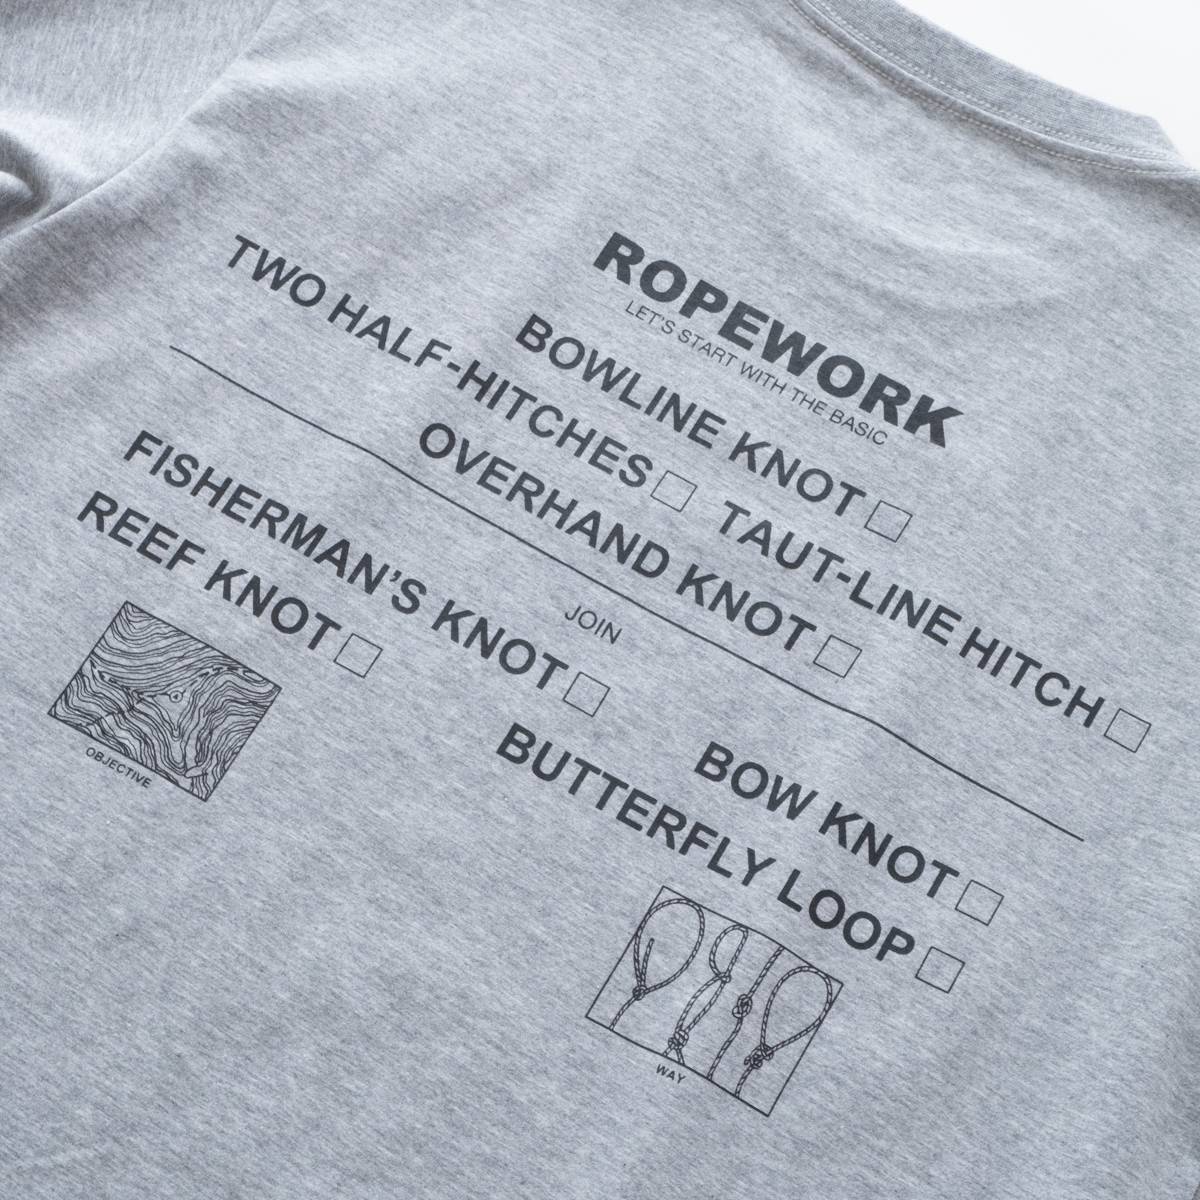 ROPEWORK
LET'S START WITH THE BASIC
BOWLINE KNOT
TWO HALF-HITCHES TAUT-LINE HITCH
OVERHAND KNOT
JOIN
FISHERMAN'S KNOT BOW KNOT
REEF KNOT BUTTERFLY LOOP
OBJECTIVE WAY